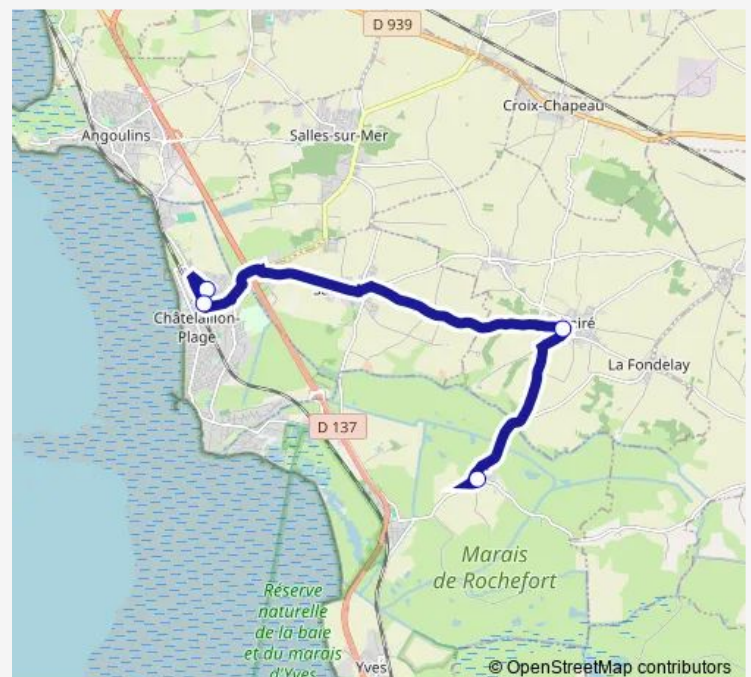 D 939
Croix-Chapeau
Angoulins
Salles-sur-Mer
Châtelaillon-
Plage
La Fondelay
D 137
Marais
de Rochefort
Réserve
naturelle
de la baie
et du marais
d'Yves
Yves
© OpenStreetMap contributors